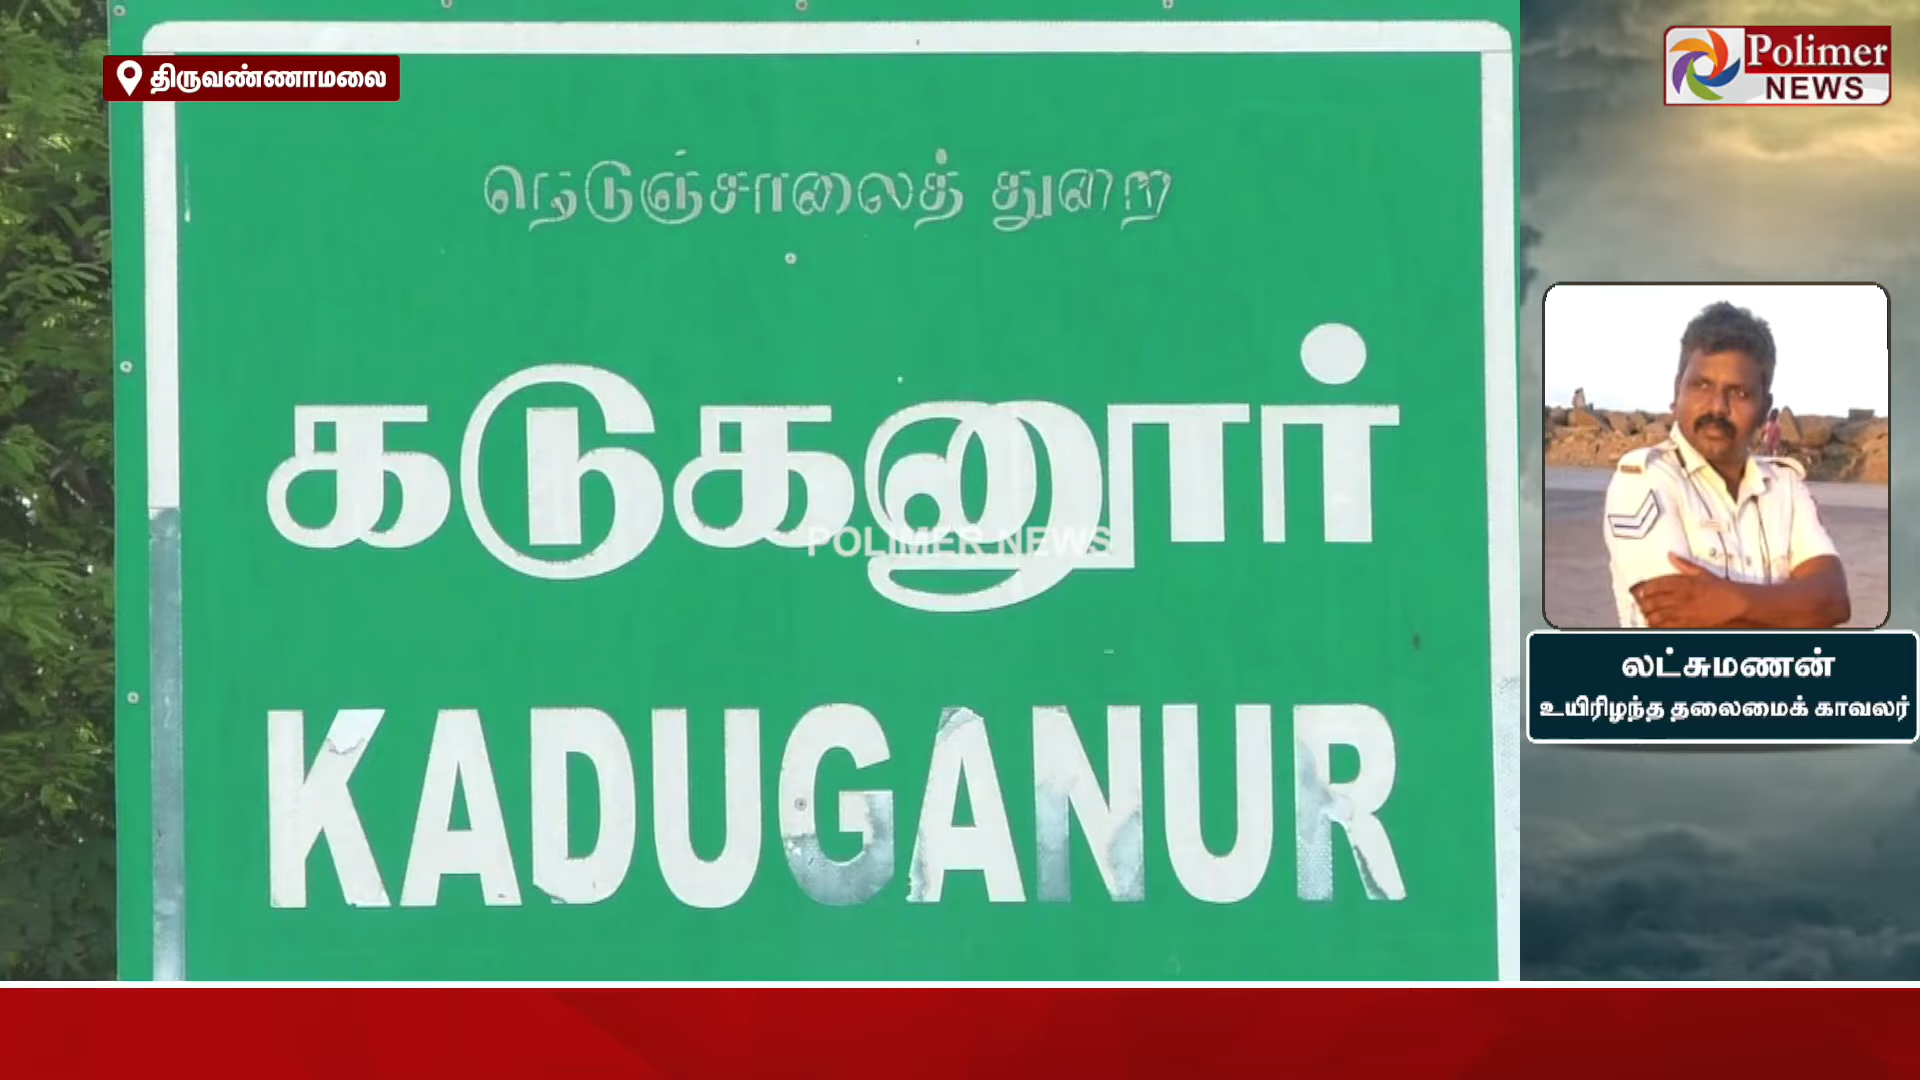 திருவண்ணாமலை
Polimer
NEWS
நெடுஞ்சாலைத் துறை
கடுகனூர்
POLIMER NEWS
KADUGANUR
லட்சுமணன்
உயிரிழந்த தலைமைக் காவலர்